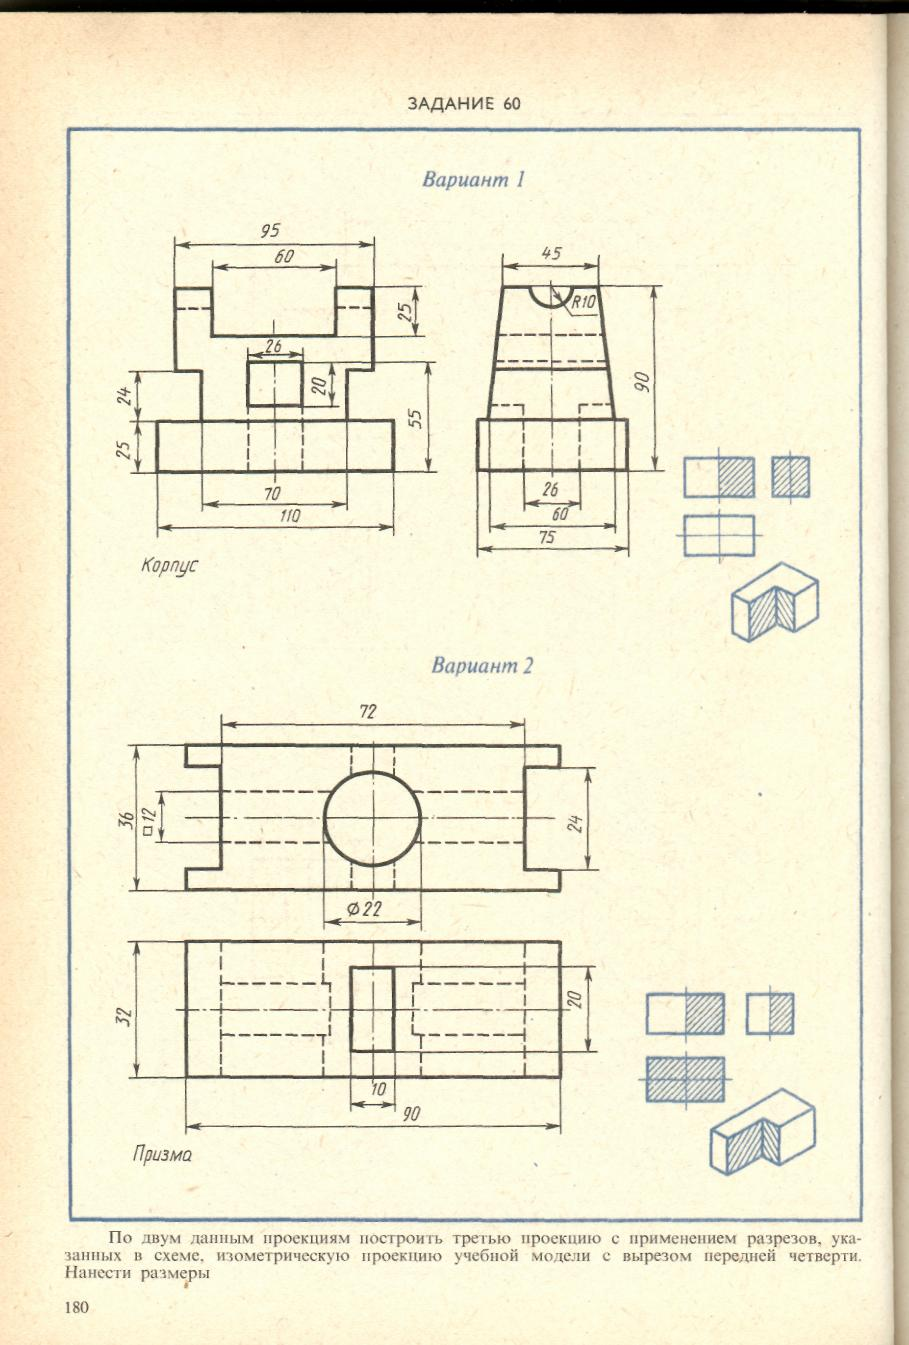 ЗАДАНИЕ 60
Вариант 1
95
60
25
26
20
24
55
25
70
110
45
R10
90
26
60
75
Корпус
Вариант 2
72
36
□12
24
⌀22
32
20
10
90
Призма
По двум данным проекциям построить третью проекцию с применением разрезов, ука-
занных в схеме, изометрическую проекцию учебной модели с вырезом передней четверти.
Нанести размеры
180